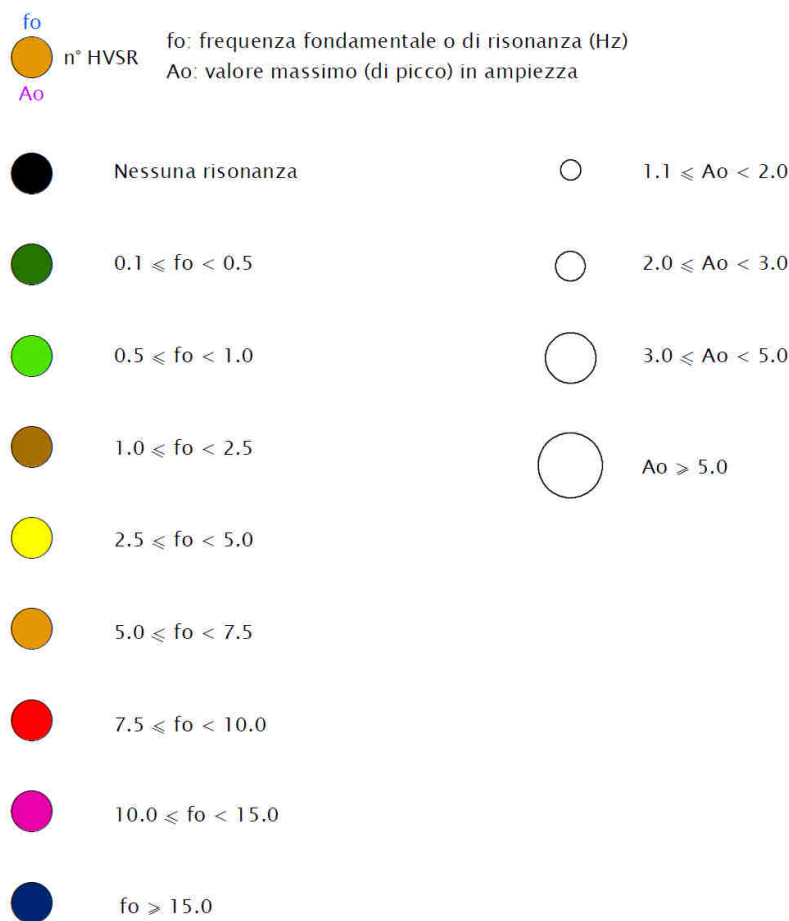 fo
n° HVSR
Ao
fo: frequenza fondamentale o di risonanza (Hz)
Ao: valore massimo (di picco) in ampiezza
Nessuna risonanza
0.1 ⩽ fo < 0.5
0.5 ⩽ fo < 1.0
1.0 ⩽ fo < 2.5
2.5 ⩽ fo < 5.0
5.0 ⩽ fo < 7.5
7.5 ⩽ fo < 10.0
10.0 ⩽ fo < 15.0
fo ⩾ 15.0
1.1 ⩽ Ao < 2.0
2.0 ⩽ Ao < 3.0
3.0 ⩽ Ao < 5.0
Ao ⩾ 5.0